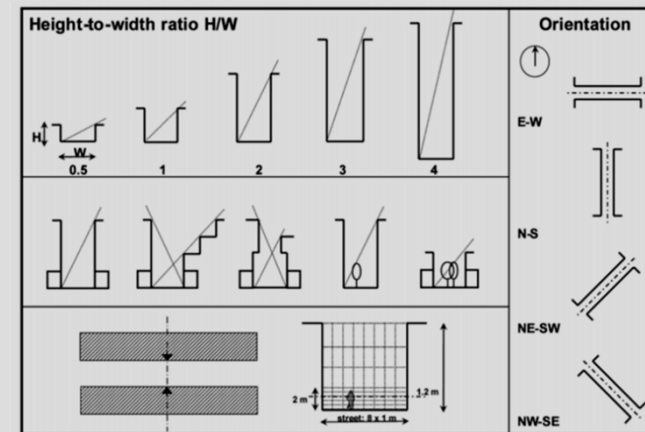 Height-to-width ratio H/W
Orientation
H
W
0.5
1
2
3
4
E-W
N-S
NE-SW
NW-SE
2 m
1.2 m
street: 8 x 1 m